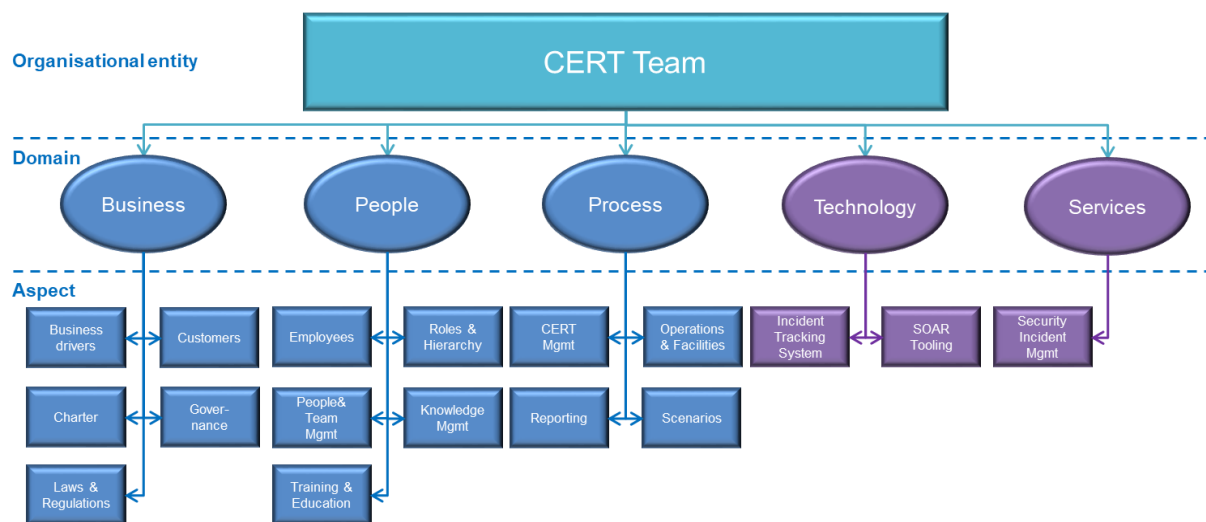 Organisational entity
CERT Team
Domain
Business
People
Process
Technology
Services
Aspect
Business
drivers
Customers
Employees
Roles &
Hierarchy
CERT
Mgmt
Operations
& Facilities
Incident
Tracking
System
SOAR
Tooling
Security
Incident
Mgmt
Charter
Gover-
nance
People&
Team
Mgmt
Knowledge
Mgmt
Reporting
Scenarios
Laws &
Regulations
Training &
Education